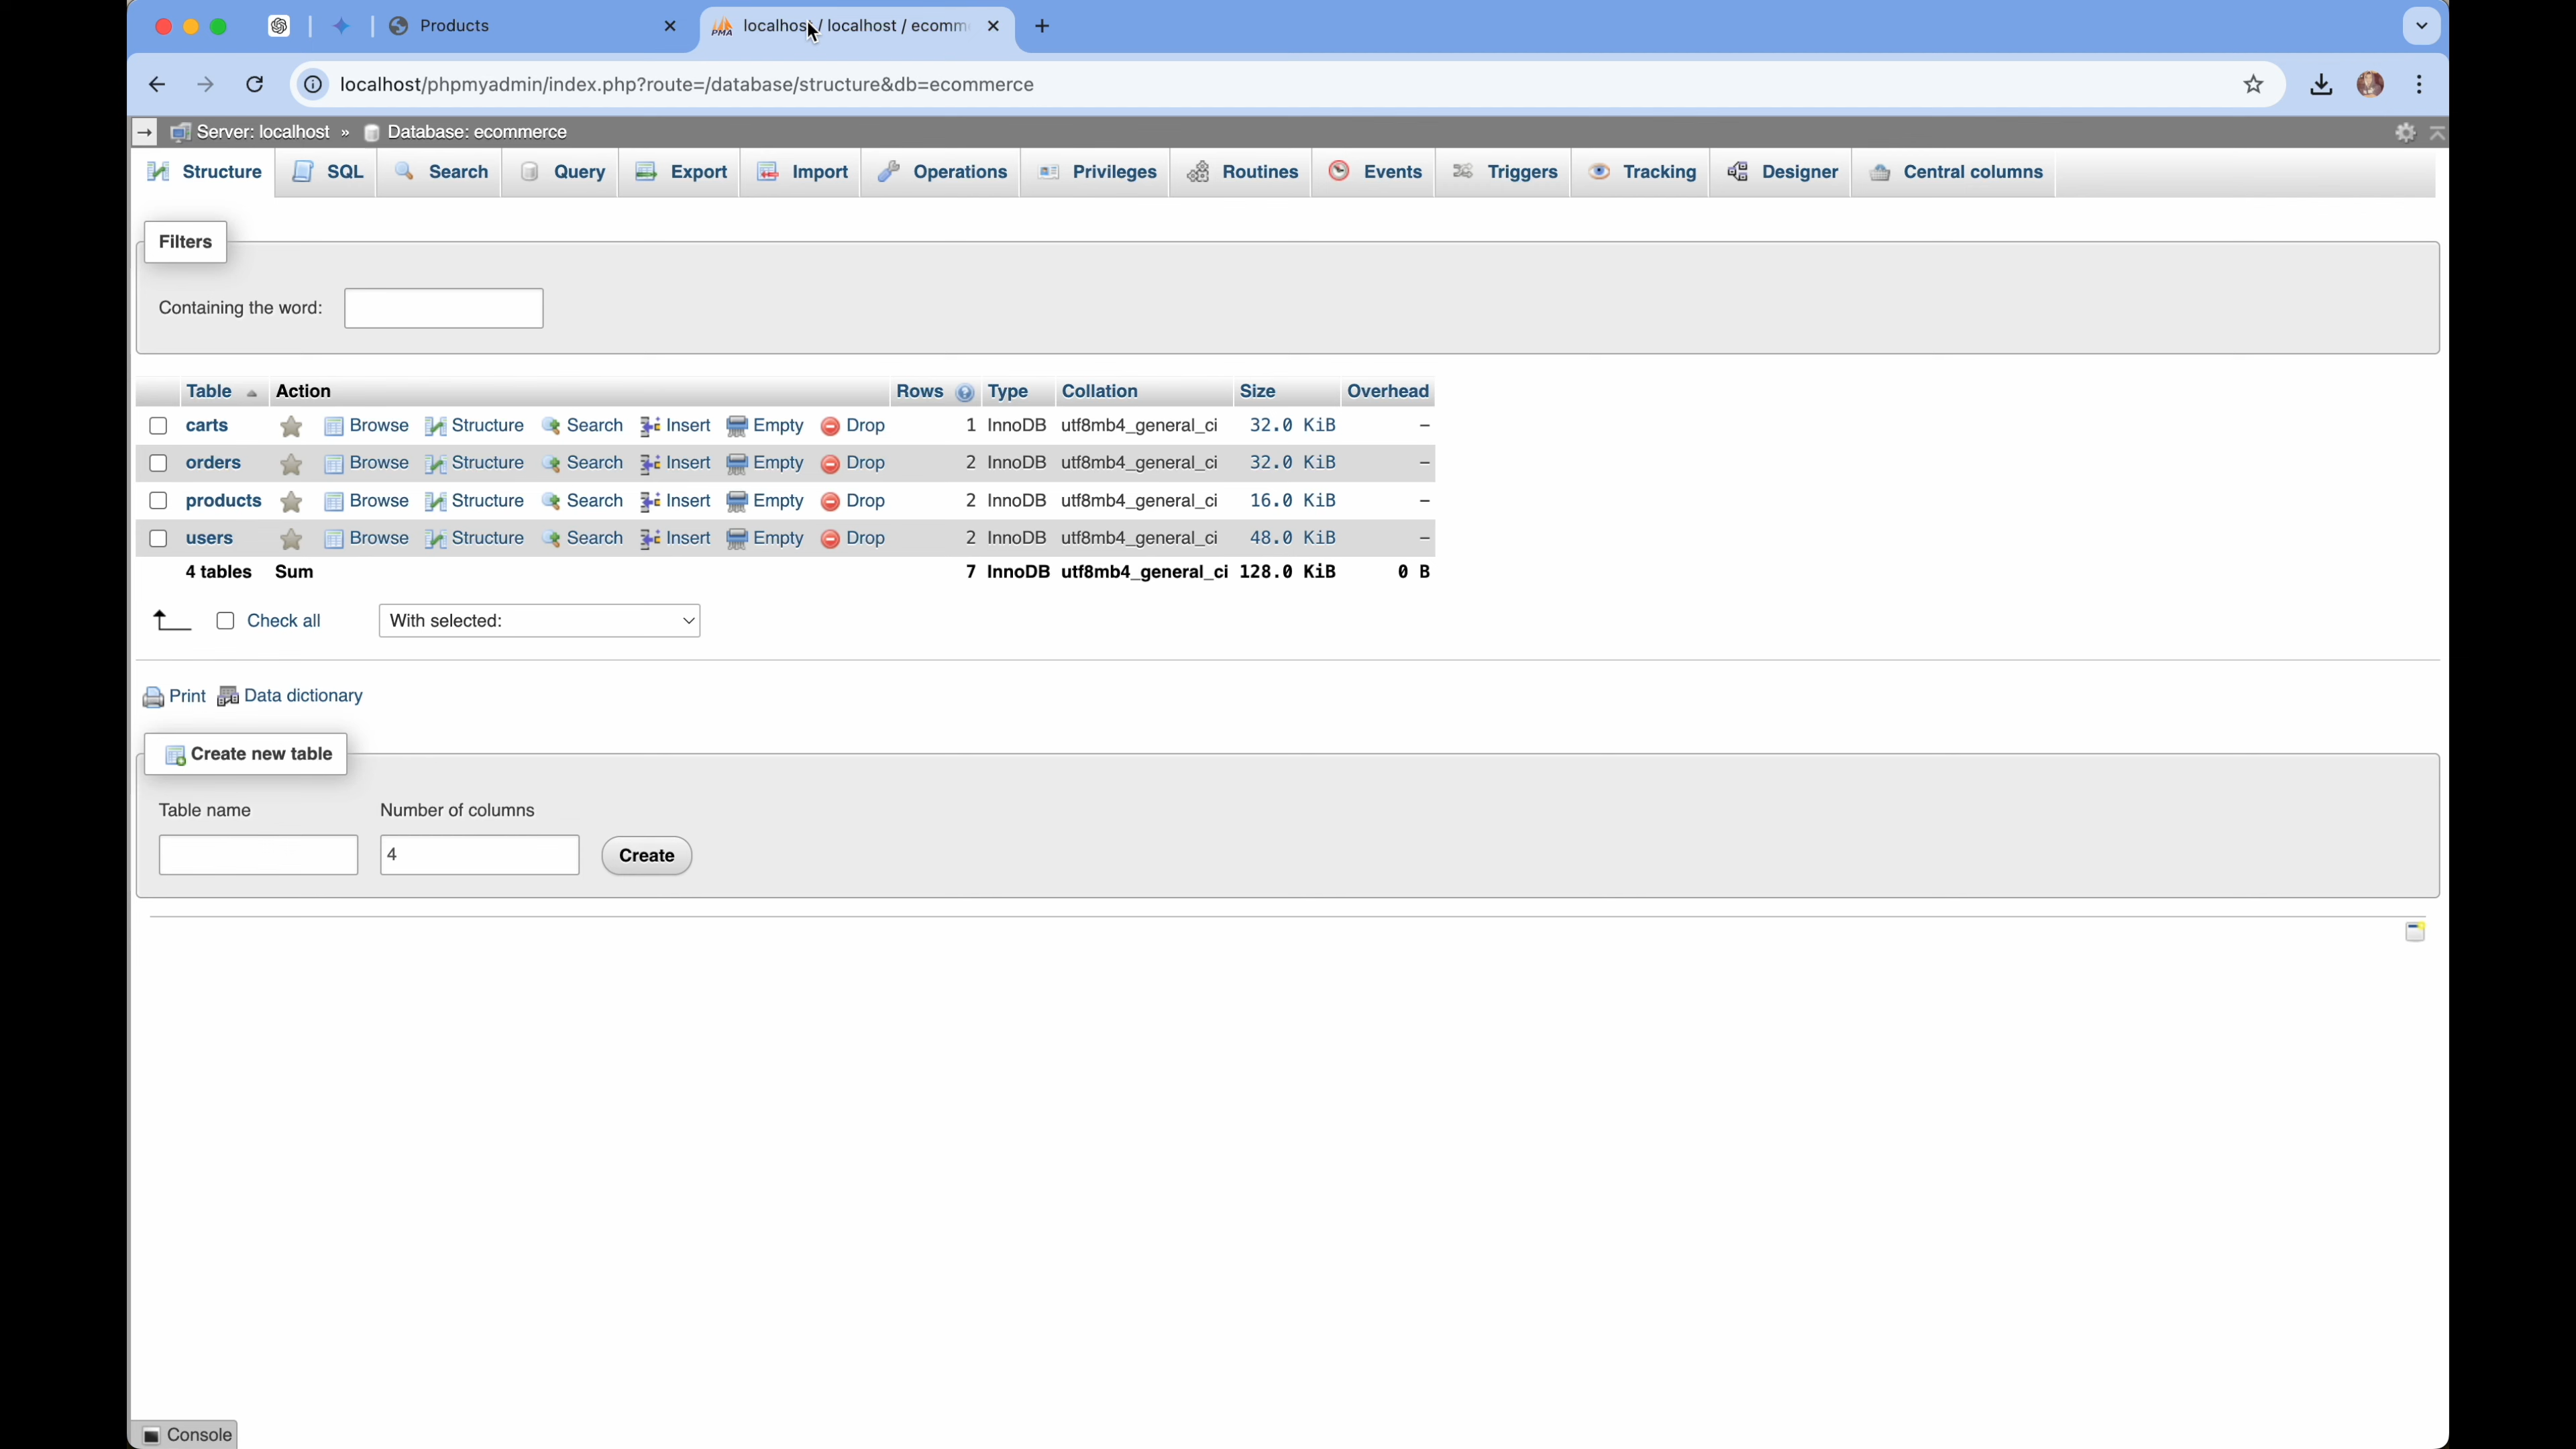 Products
localhost / localhost / ecomm
localhost/phpmyadmin/index.php?route=/database/structure&db=ecommerce
Server: localhost » Database: ecommerce
Structure SQL Search Query Export Import Operations Privileges Routines Events Triggers Tracking Designer Central columns
Filters
Containing the word:
Table Action Rows Type Collation Size Overhead
carts Browse Structure Search Insert Empty Drop 1 InnoDB utf8mb4_general_ci 32.0 KiB –
orders Browse Structure Search Insert Empty Drop 2 InnoDB utf8mb4_general_ci 32.0 KiB –
products Browse Structure Search Insert Empty Drop 2 InnoDB utf8mb4_general_ci 16.0 KiB –
users Browse Structure Search Insert Empty Drop 2 InnoDB utf8mb4_general_ci 48.0 KiB –
4 tables Sum 7 InnoDB utf8mb4_general_ci 128.0 KiB 0 B
Check all With selected:
Print Data dictionary
Create new table
Table name Number of columns
4 Create
Console